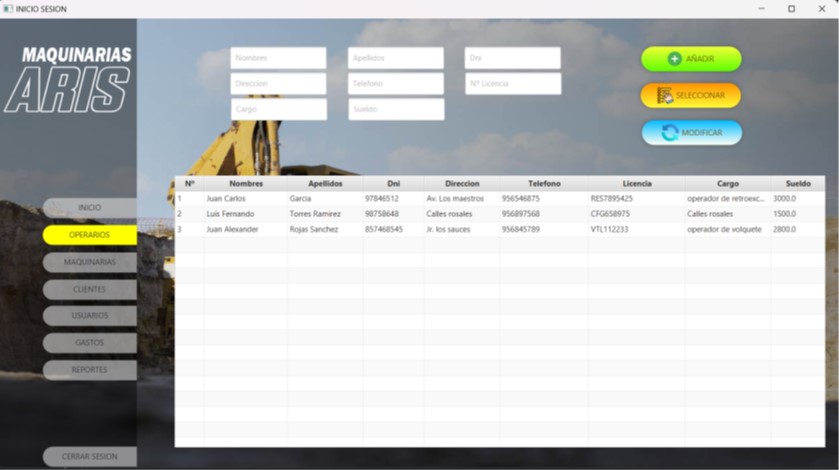 INICIO SESION
MAQUINARIAS
ARIS
Nombres Apellidos Dni
Direccion Telefono Nº Licencia
Cargo Sueldo
AÑADIR
SELECCIONAR
MODIFICAR
INICIO
OPERARIOS
MAQUINARIAS
CLIENTES
USUARIOS
GASTOS
REPORTES
CERRAR SESION
Nº Nombres Apellidos Dni Direccion Telefono Licencia Cargo Sueldo
1 Juan Carlos Garcia 97846512 Av. Los maestros 956546875 RES7895425 operador de retroexc... 3000.0
2 Luis Fernando Torres Ramirez 98758648 Calles rosales 956897568 CFG658975 Calles rosales 1500.0
3 Juan Alexander Rojas Sanchez 857468545 Jr. los sauces 956845789 VTL112233 operador de volquete 2800.0